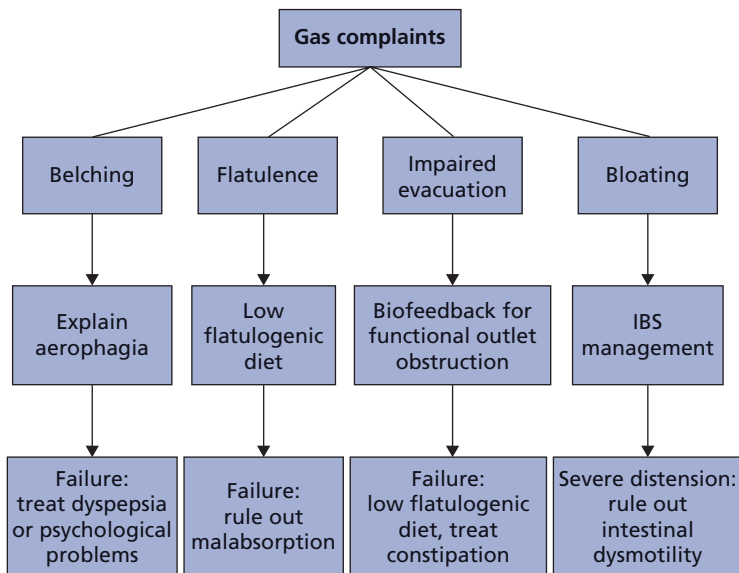 Gas complaints
Belching
Flatulence
Impaired
evacuation
Bloating
Explain
aerophagia
Low
flatulogenic
diet
Biofeedback for
functional outlet
obstruction
IBS
management
Failure:
treat dyspepsia
or psychological
problems
Failure:
rule out
malabsorption
Failure:
low flatulogenic
diet, treat
constipation
Severe distension:
rule out
intestinal
dysmotility